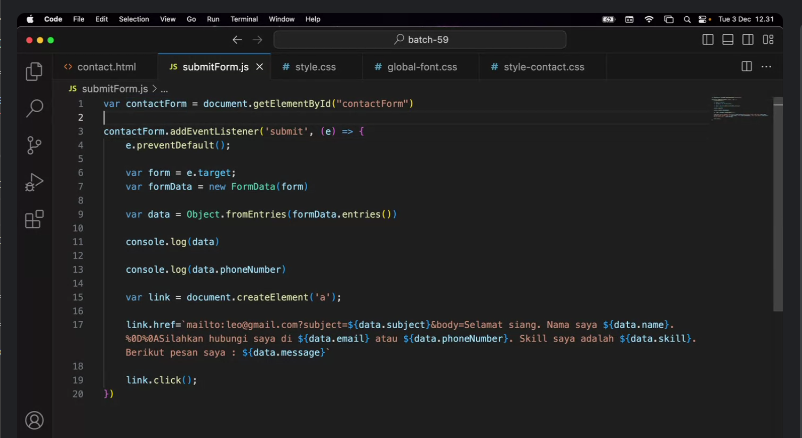 Code File Edit Selection View Go Run Terminal Window Help Tue 3 Dec 12.31
batch-59
contact.html submitForm.js style.css global-font.css style-contact.css
submitForm.js > ...
1 var contactForm = document.getElementById("contactForm")
2
3 contactForm.addEventListener('submit', (e) => {
4 e.preventDefault();
5
6 var form = e.target;
7 var formData = new FormData(form)
8
9 var data = Object.fromEntries(formData.entries())
10
11 console.log(data)
12
13 console.log(data.phoneNumber)
14
15 var link = document.createElement('a');
16
17 link.href=`mailto:leo@gmail.com?subject=${data.subject}&body=Selamat siang. Nama saya ${data.name}.
%0D%0ASilahkan hubungi saya di ${data.email} atau ${data.phoneNumber}. Skill saya adalah ${data.skill}.
Berikut pesan saya : ${data.message}`
18
19 link.click();
20 })